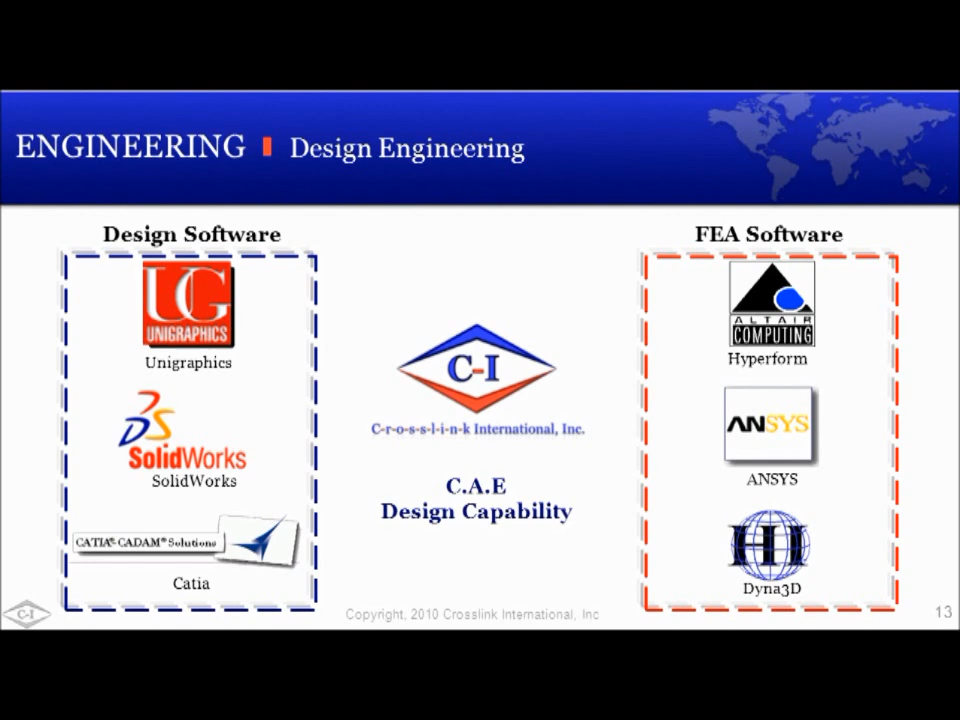 ENGINEERING Design Engineering
Design Software
UG
UNIGRAPHICS
Unigraphics
DS
SolidWorks
SolidWorks
CATIA®-CADAM® Solutions
Catia
C-I
C-r-o-s-s-l-i-n-k International, Inc.
C.A.E
Design Capability
FEA Software
ALTAIR
COMPUTING
Hyperform
ANSYS
ANSYS
Dyna3D
C-I
Copyright, 2010 Crosslink International, Inc
13